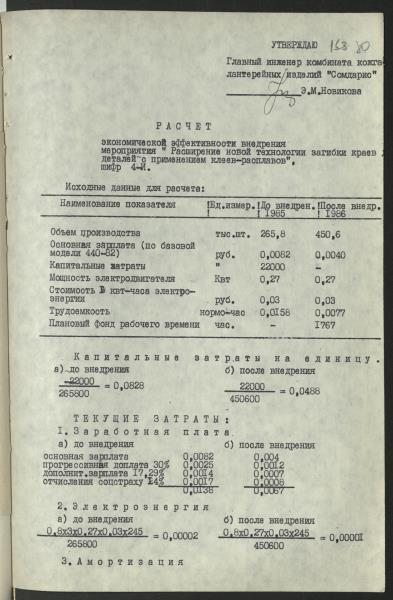 УТВЕРЖДАЮ
Главный инженер комбината кожга-
лантерейных изделий "Сомдарис"
Э.М.Новикова
РАСЧЕТ
экономической эффективности внедрения
мероприятия " Расширение новой технологии загибки краев
деталей с применением клеев-расплавов",
шифр 4-И.
Исходные данные для расчета:
Наименование показателя !Ед.измер. !До внедрен. !После внедр.
! ! 1985 ! 1986
Объем производства тыс.шт. 265,8 450,6
Основная зарплата (по базовой
модели 440-82) руб. 0,0082 0,0040
Капитальные затраты " 22000 -
Мощность электродвигателя Квт 0,27 0,27
Стоимость I квт-часа электро-
энергии руб. 0,03 0,03
Трудоемкость нормо-час 0,0158 0,0077
Плановый фонд рабочего времени час. - 1767
Капитальные затраты на единицу.
а) до внедрения б) после внедрения
22000 / 265800 = 0,0828 22000 / 450600 = 0,0488
ТЕКУЩИЕ ЗАТРАТЫ:
1. Заработная плата
а) до внедрения б) после внедрения
основная зарплата 0,0082 0,004
прогрессивная доплата 30% 0,0025 0,0012
дополнит.зарплата 17,29% 0,0014 0,0007
отчисления соцстраху 14% 0,0017 0,0008
0,0138 0,0067
2. Электроэнергия
а) до внедрения б) после внедрения
0,8х3х0,27х0,03х245 / 265800 = 0,00002 0,8х0,27х0,03х245 / 450600 = 0,00001
3. Амортизация